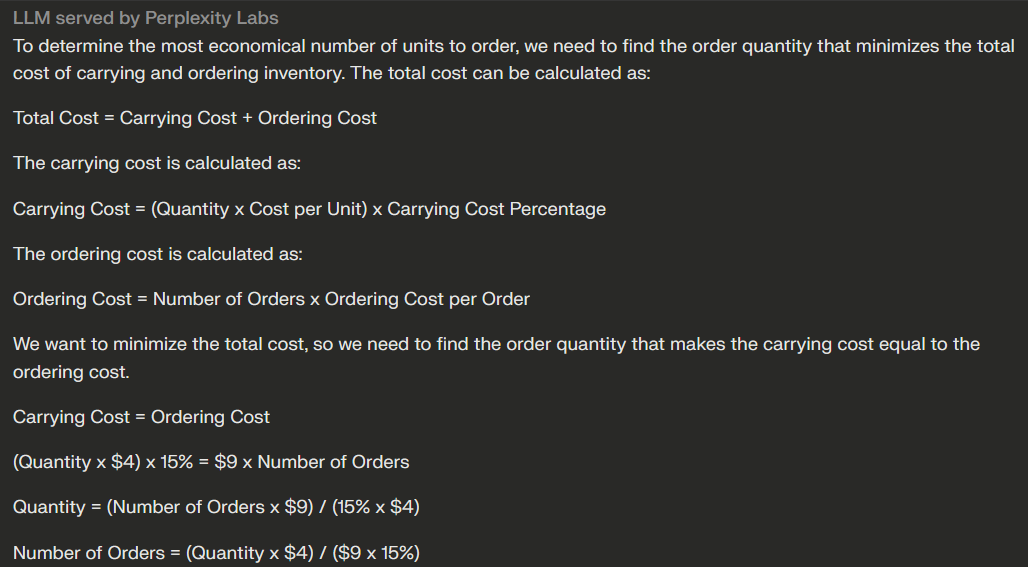 LLM served by Perplexity Labs
To determine the most economical number of units to order, we need to find the order quantity that minimizes the total
cost of carrying and ordering inventory. The total cost can be calculated as:
Total Cost = Carrying Cost + Ordering Cost
The carrying cost is calculated as:
Carrying Cost = (Quantity x Cost per Unit) x Carrying Cost Percentage
The ordering cost is calculated as:
Ordering Cost = Number of Orders x Ordering Cost per Order
We want to minimize the total cost, so we need to find the order quantity that makes the carrying cost equal to the
ordering cost.
Carrying Cost = Ordering Cost
(Quantity x $4) x 15% = $9 x Number of Orders
Quantity = (Number of Orders x $9) / (15% x $4)
Number of Orders = (Quantity x $4) / ($9 x 15%)